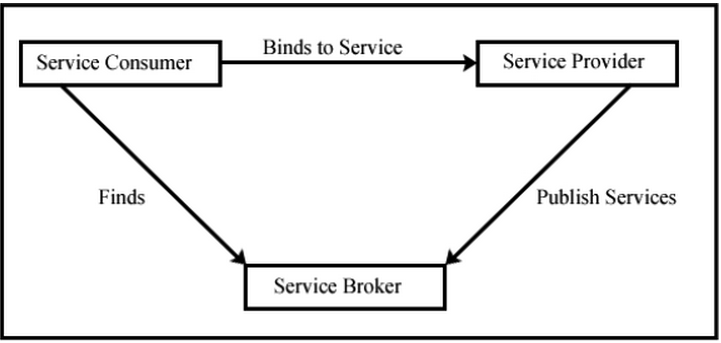 Binds to Service
Service Consumer
Service Provider
Finds
Publish Services
Service Broker